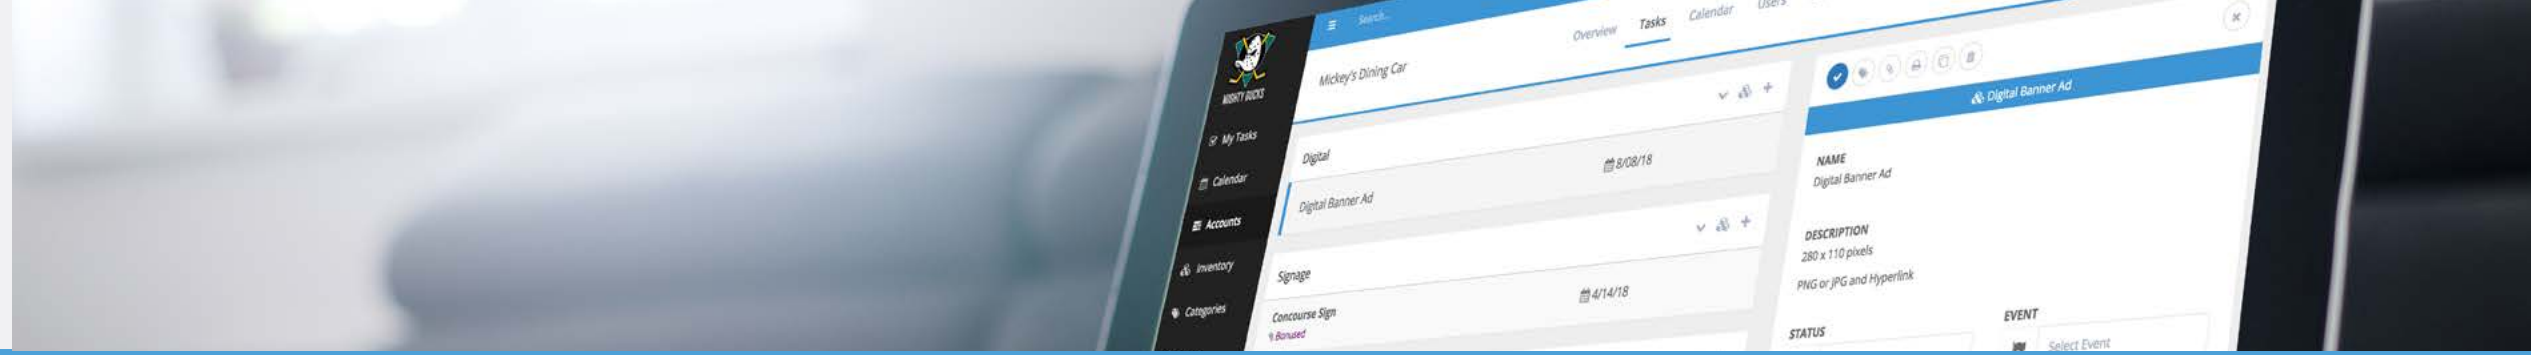 Search...
MIGHTY DUCKS
My Tasks
Calendar
Accounts
Inventory
Categories
Mickey's Dining Car
Overview
Tasks
Calendar
Users
Digital
Digital Banner Ad
8/08/18
Signage
Concourse Sign
Bonused
4/14/18
Digital Banner Ad
NAME
Digital Banner Ad
DESCRIPTION
280 x 110 pixels
PNG or JPG and Hyperlink
STATUS
EVENT
Select Event